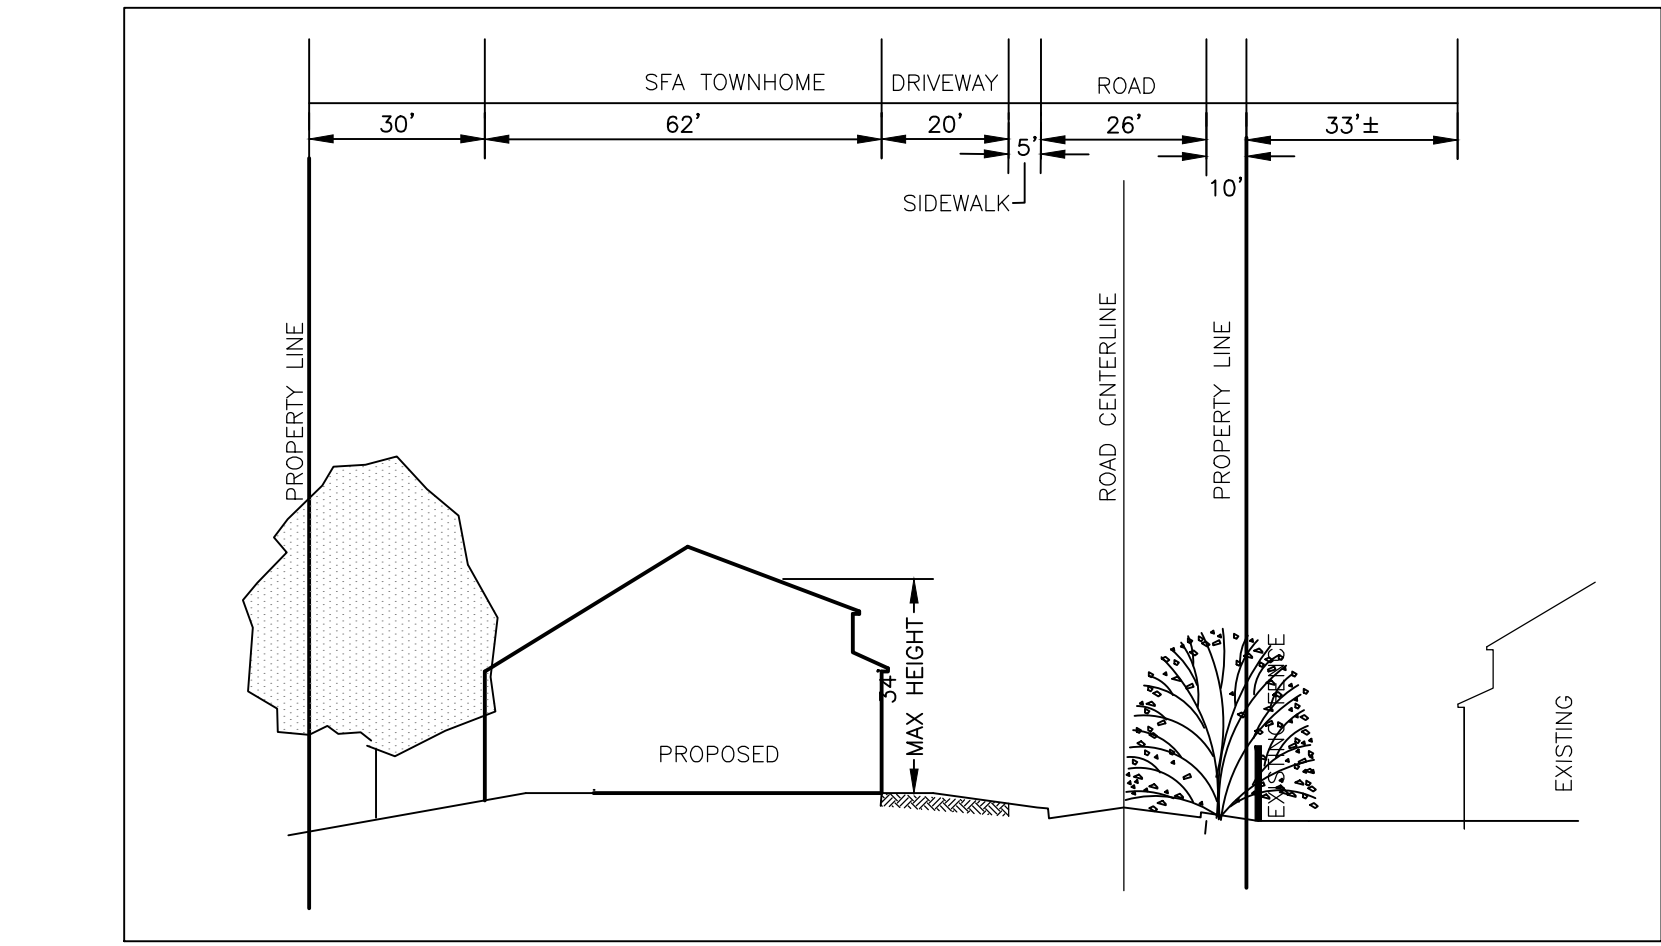 SFA TOWNHOME
DRIVEWAY
ROAD
30'
62'
20'
5'
26'
33'±
10'
SIDEWALK
PROPERTY LINE
ROAD CENTERLINE
PROPERTY LINE
34'
MAX HEIGHT
PROPOSED
EXISTING FENCE
EXISTING